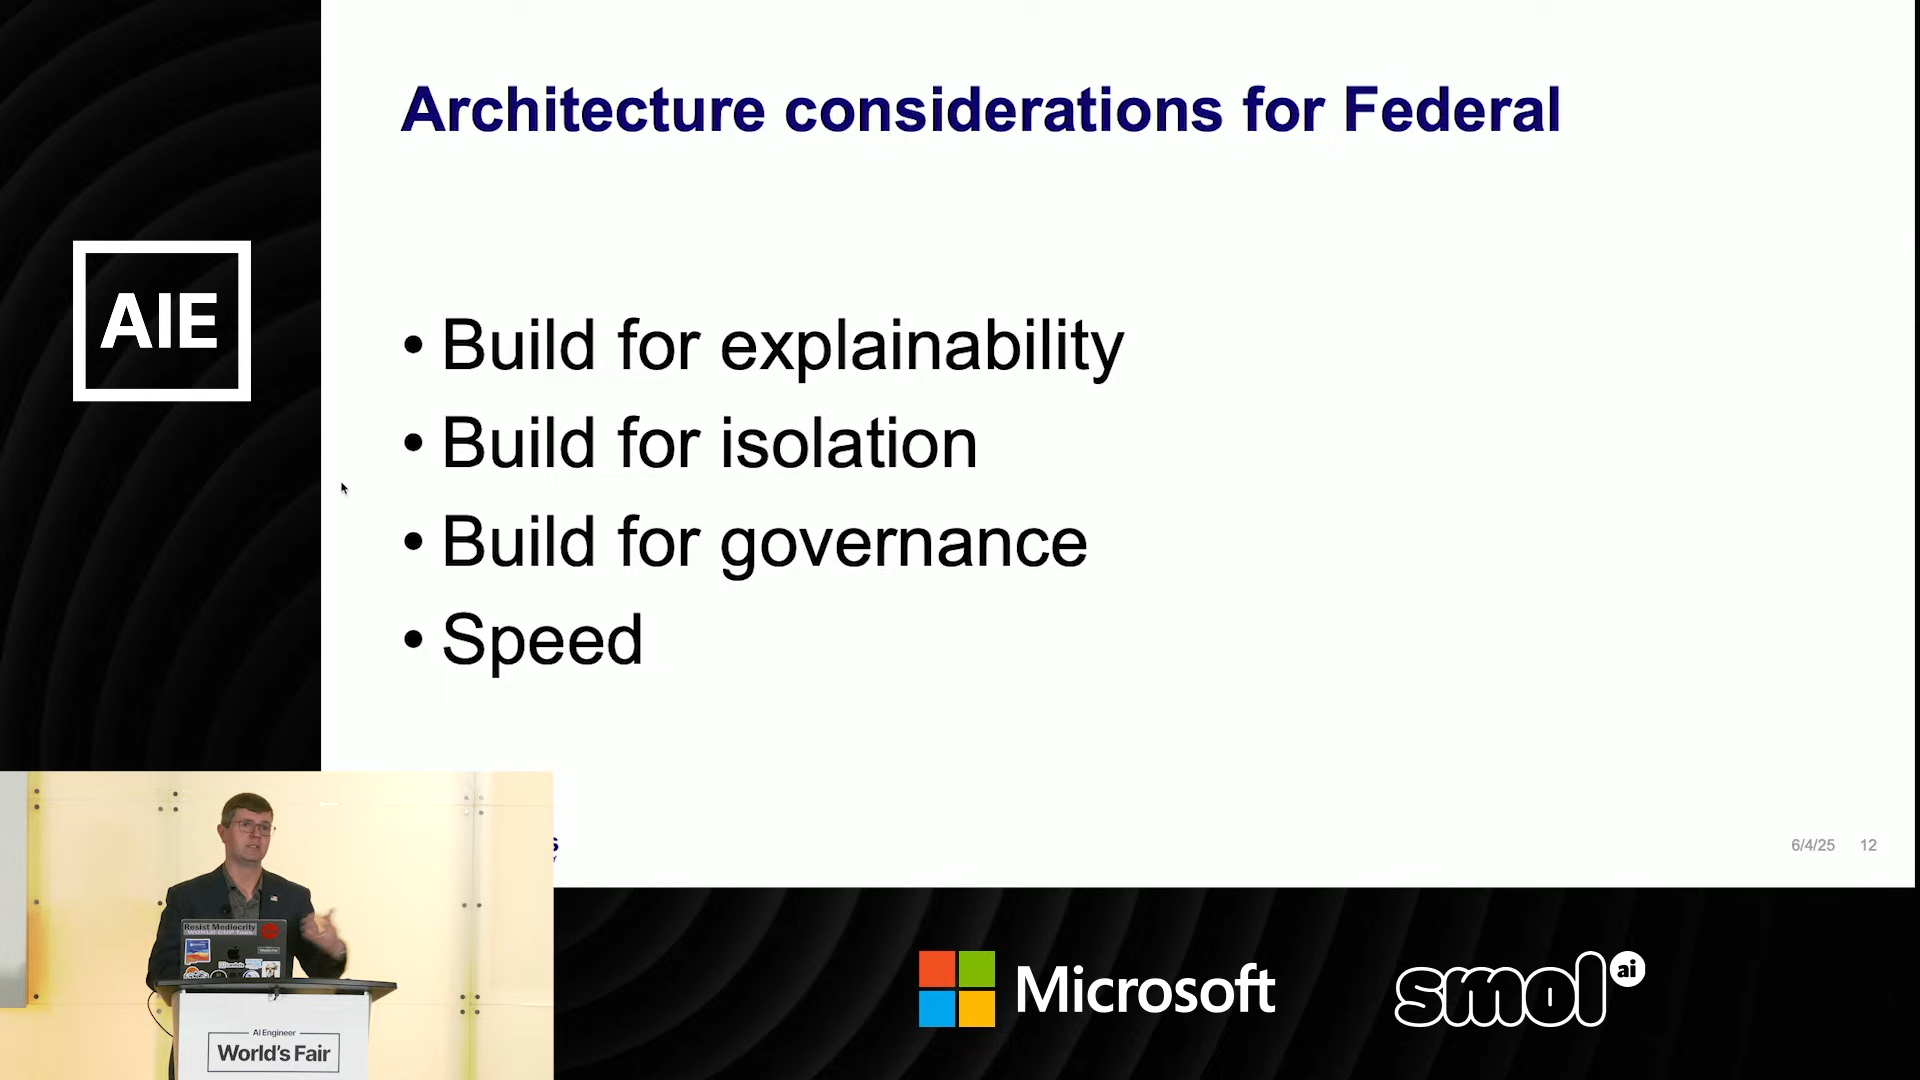 Architecture considerations for Federal
AIE
• Build for explainability
• Build for isolation
• Build for governance
• Speed
6/4/25 12
Resist Mediocrity
AI Engineer
World's Fair
Microsoft
smol ai